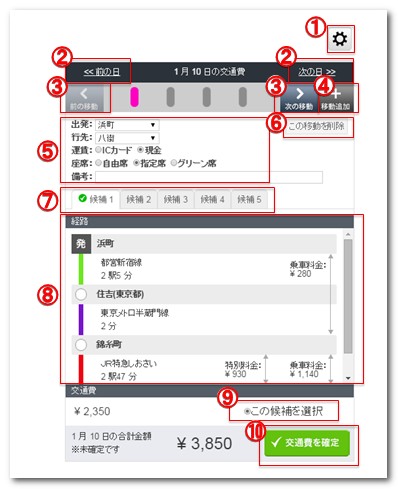 ①
② ②
<< 前の日 1 月 10 日の交通費 次の日 >>
③ ③ ④
前の移動 次の移動 移動追加
⑥
この移動を削除
⑤
出発: 浜町
行先: 八街
運賃: ICカード 現金
座席: 自由席 指定席 グリーン席
備考:
⑦
候補 1 候補 2 候補 3 候補 4 候補 5
経路
⑧
発 浜町
都営新宿線 乗車料金:
2 駅5 分 ¥ 280
住吉(東京都)
東京メトロ半蔵門線
2 分
錦糸町
JR特急しおさい 特別料金: 乗車料金:
2 駅47 分 ¥ 930 ¥ 1,140
交通費
⑨
¥ 2,350 この候補を選択
⑩
1 月 10 日の合計金額
※未確定です
¥ 3,850
交通費を確定